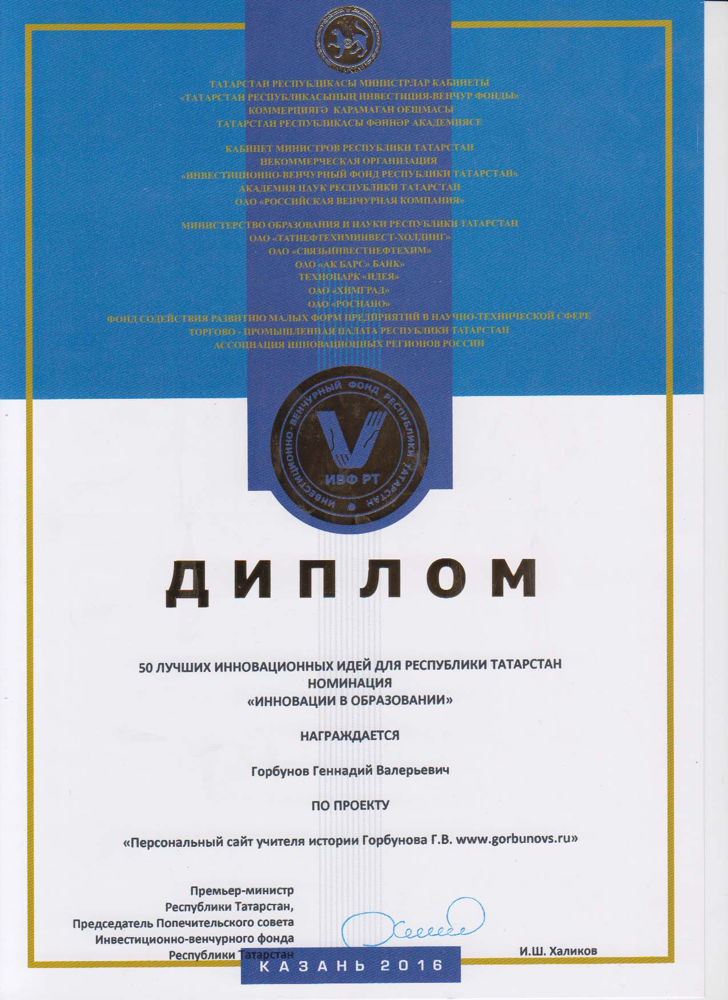 ТАТАРСТАН РЕСПУБЛИКАСЫ МИНИСТРЛАР КАБИНЕТЫ
«ТАТАРСТАН РЕСПУБЛИКАСЫНЫҢ ИНВЕСТИЦИЯ-ВЕНЧУР ФОНДЫ»
КОММЕРЦИЯГӘ КАРАМАГАН ОЕШМАСЫ
ТАТАРСТАН РЕСПУБЛИКАСЫ ФӘННӘР АКАДЕМИЯСЕ
КАБИНЕТ МИНИСТРОВ РЕСПУБЛИКИ ТАТАРСТАН
НЕКОММЕРЧЕСКАЯ ОРГАНИЗАЦИЯ
«ИНВЕСТИЦИОННО-ВЕНЧУРНЫЙ ФОНД РЕСПУБЛИКИ ТАТАРСТАН»
АКАДЕМИЯ НАУК РЕСПУБЛИКИ ТАТАРСТАН
ОАО «РОССИЙСКАЯ ВЕНЧУРНАЯ КОМПАНИЯ»
МИНИСТЕРСТВО ОБРАЗОВАНИЯ И НАУКИ РЕСПУБЛИКИ ТАТАРСТАН
ОАО «ТАТНЕФТЕХИМИНВЕСТ-ХОЛДИНГ»
ОАО «СВЯЗЬИНВЕСТНЕФТЕХИМ»
ОАО «АК БАРС» БАНК»
ТЕХНОПАРК «ИДЕЯ»
ОАО «ХИМГРАД»
ОАО «РОСНАНО»
ФОНД СОДЕЙСТВИЯ РАЗВИТИЮ МАЛЫХ ФОРМ ПРЕДПРИЯТИЙ В НАУЧНО-ТЕХНИЧЕСКОЙ СФЕРЕ
ТОРГОВО - ПРОМЫШЛЕННАЯ ПАЛАТА РЕСПУБЛИКИ ТАТАРСТАН
АССОЦИАЦИЯ ИННОВАЦИОННЫХ РЕГИОНОВ РОССИИ
ИНВЕСТИЦИОННО-ВЕНЧУРНЫЙ ФОНД РЕСПУБЛИКИ ТАТАРСТАН
ИВФ РТ
ДИПЛОМ
50 ЛУЧШИХ ИННОВАЦИОННЫХ ИДЕЙ ДЛЯ РЕСПУБЛИКИ ТАТАРСТАН
НОМИНАЦИЯ
«ИННОВАЦИИ В ОБРАЗОВАНИИ»
НАГРАЖДАЕТСЯ
Горбунов Геннадий Валерьевич
ПО ПРОЕКТУ
«Персональный сайт учителя истории Горбунова Г.В. www.gorbunovs.ru»
Премьер-министр
Республики Татарстан,
Председатель Попечительского совета
Инвестиционно-венчурного фонда
Республики Татарстан
И.Ш. Халиков
КАЗАНЬ 2016